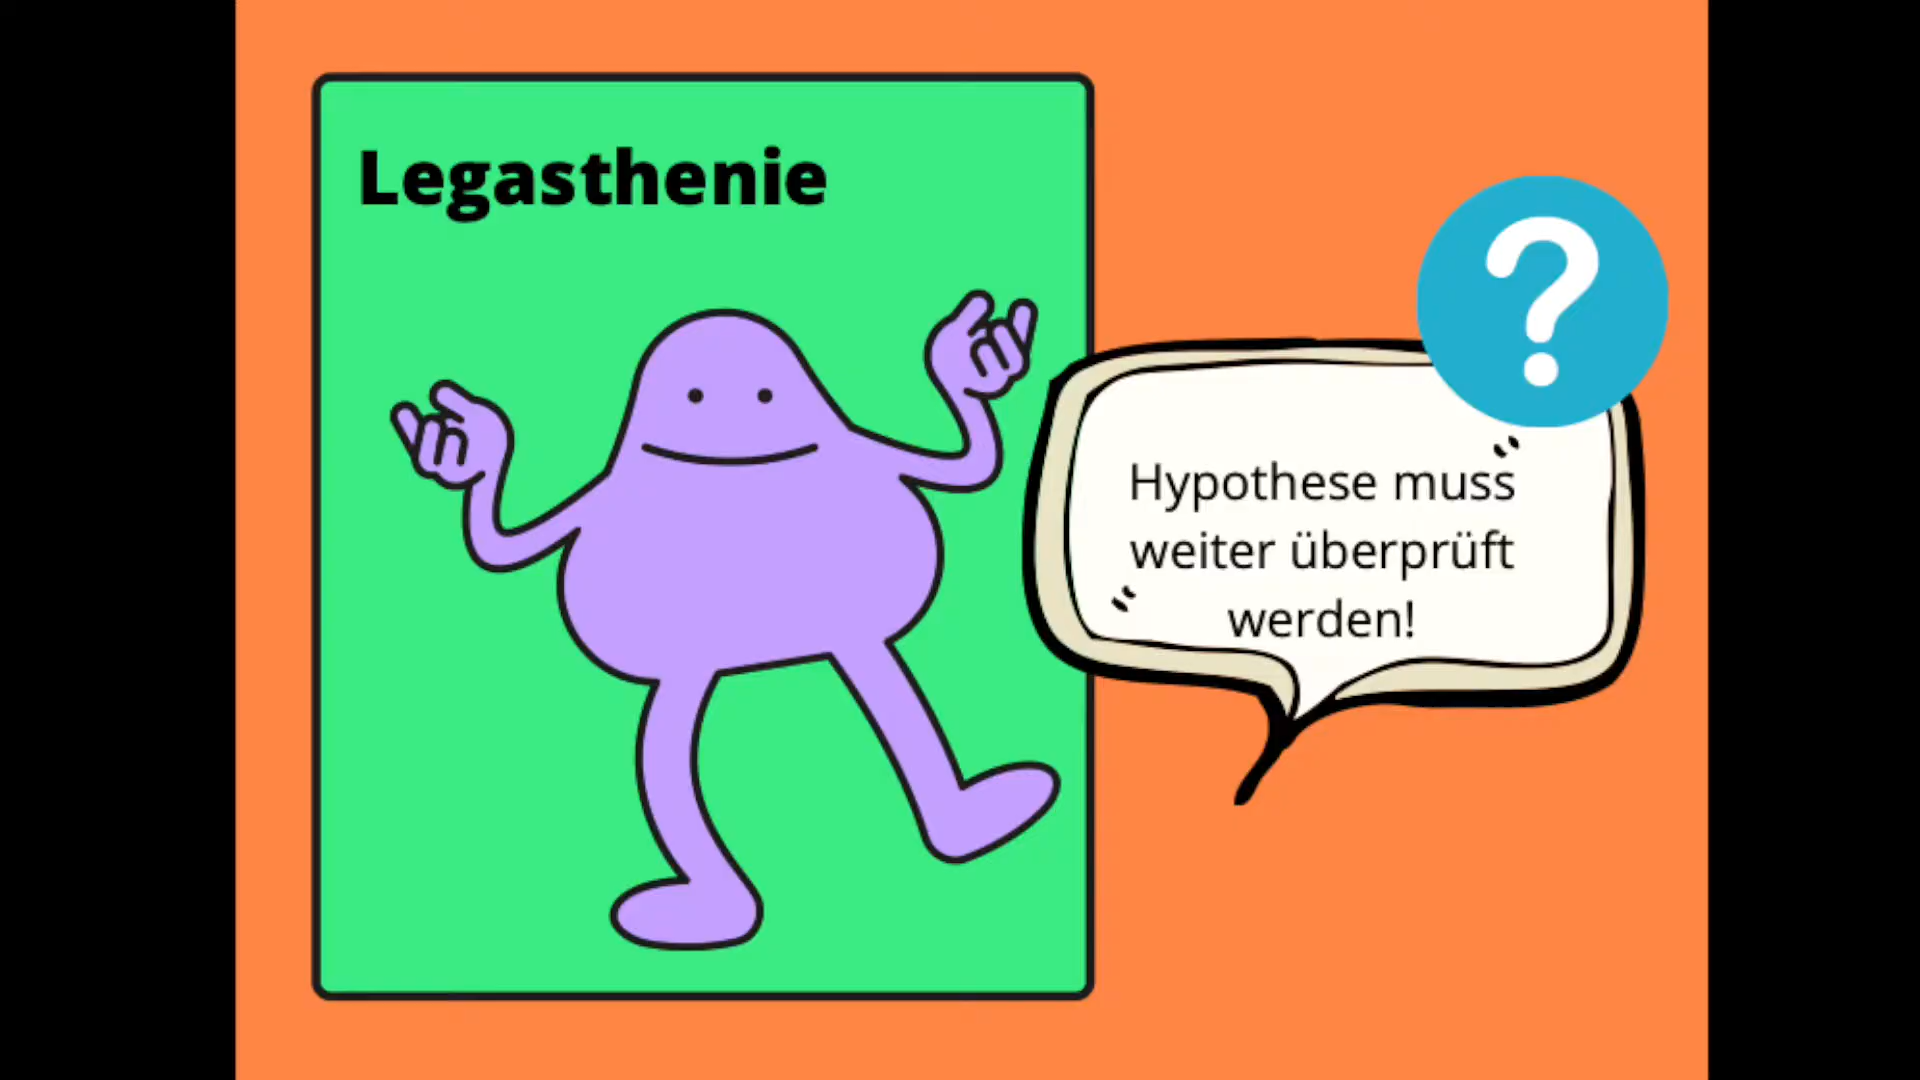 Legasthenie
?
Hypothese muss
weiter überprüft
werden!